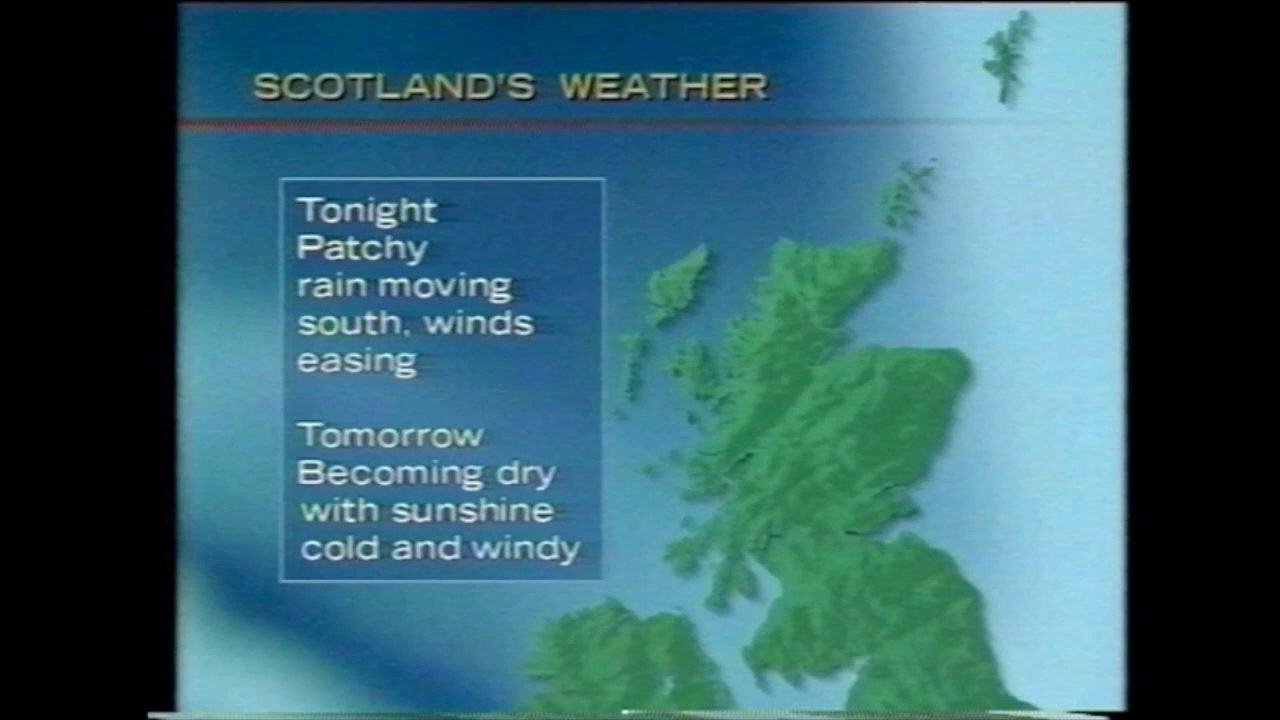 SCOTLAND'S WEATHER
Tonight
Patchy
rain moving
south, winds
easing
Tomorrow
Becoming dry
with sunshine
cold and windy